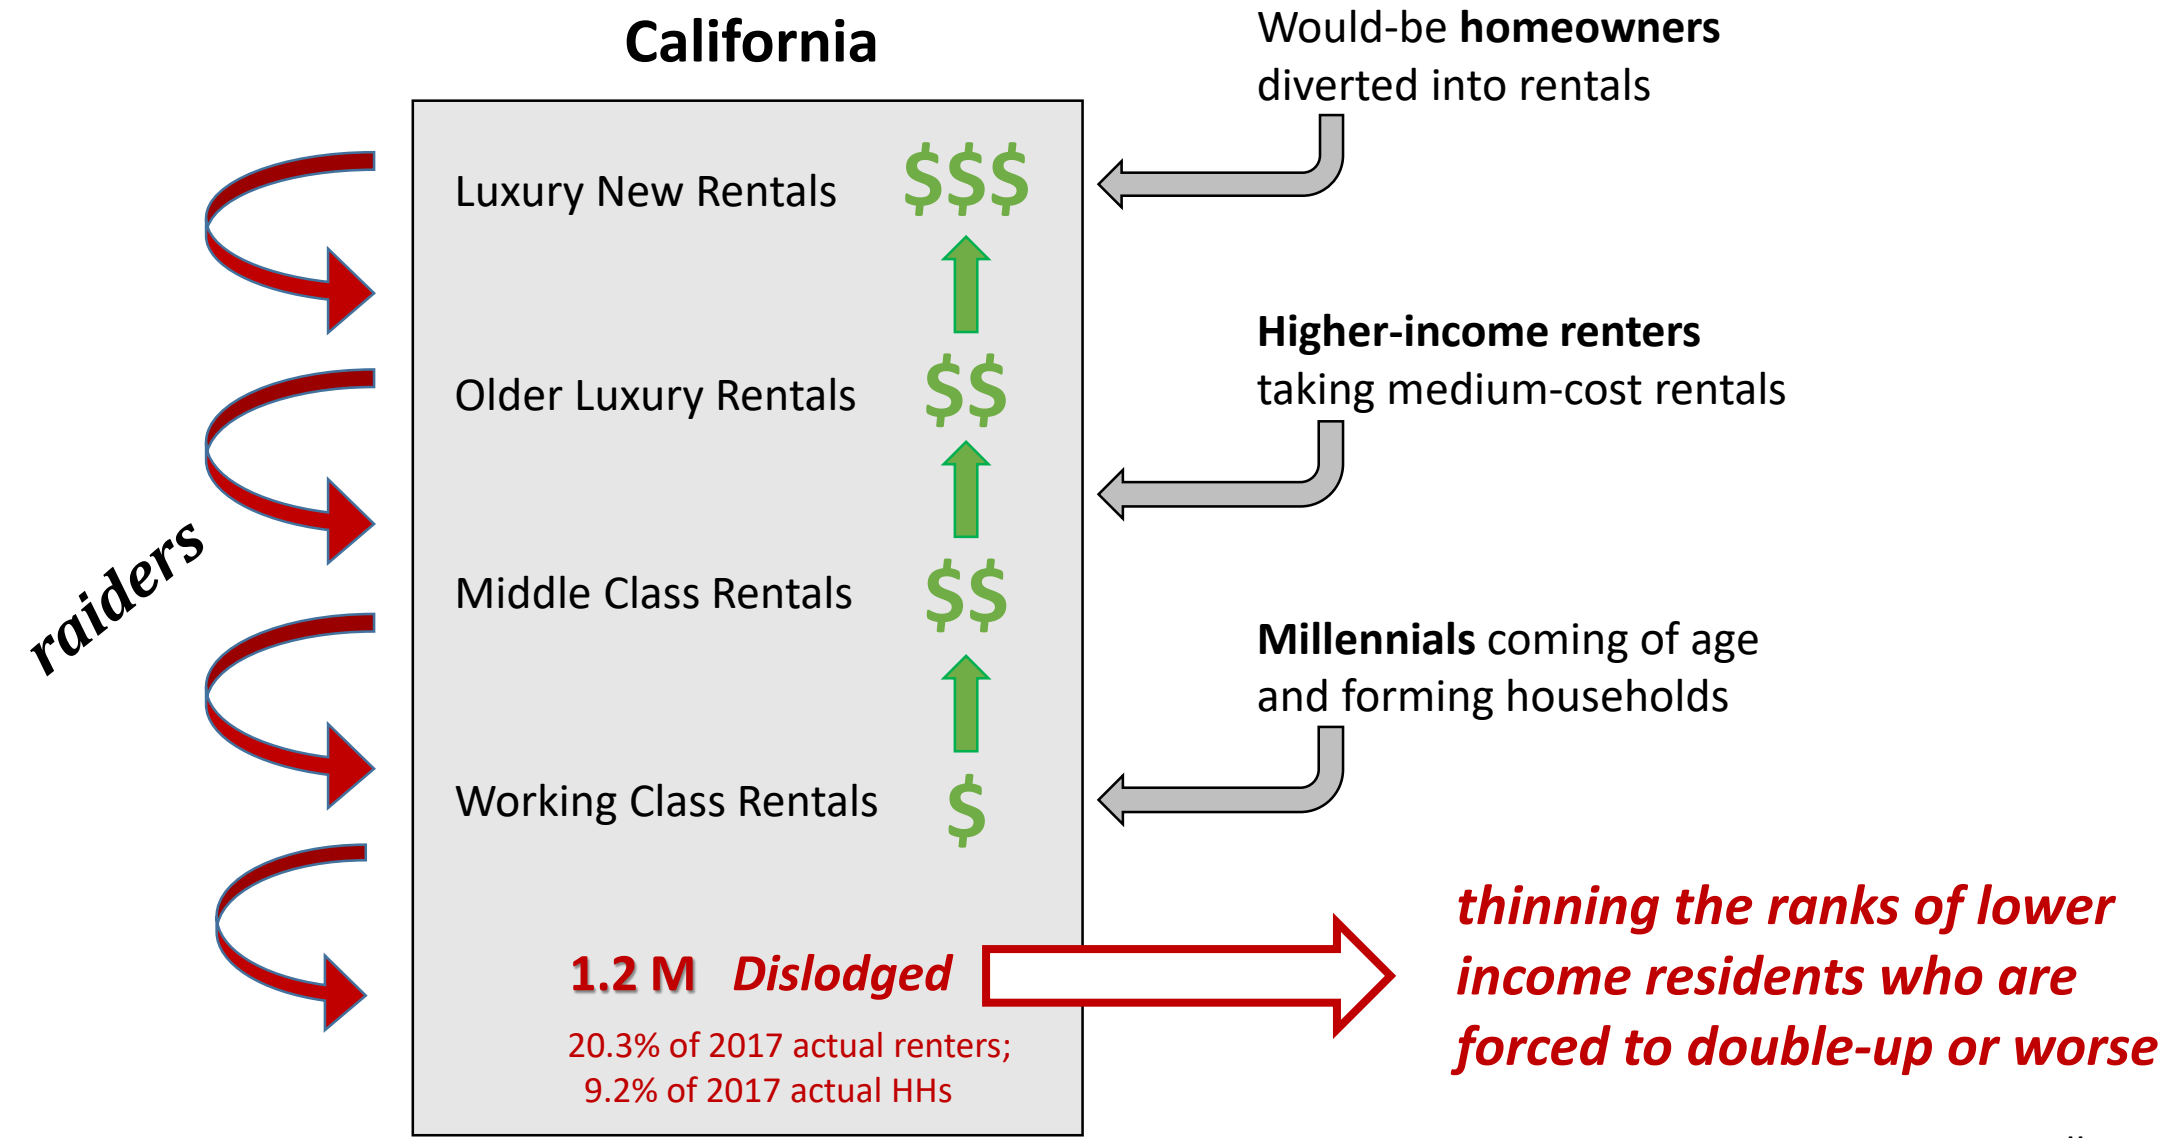 California
Would-be homeowners
diverted into rentals
Luxury New Rentals $$$
Higher-income renters
taking medium-cost rentals
Older Luxury Rentals $$
raiders
Middle Class Rentals $$
Millennials coming of age
and forming households
Working Class Rentals $
1.2 M Dislodged
20.3% of 2017 actual renters;
9.2% of 2017 actual HHs
thinning the ranks of lower
income residents who are
forced to double-up or worse